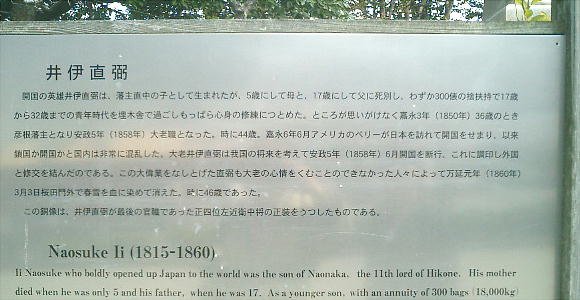 井伊直弼
開国の英雄井伊直弼は、藩主直中の子として生まれたが、5歳にして母と、17歳にして父に死別し、わずか300俵の捨扶持で17歳
から32歳までの青年時代を埋木舎で過ごしもっぱら心身の修練につとめた。ところが思いがけなく嘉永3年（1850年）36歳のとき
彦根藩主となり安政5年（1858年）大老職となった。時に44歳。嘉永6年6月アメリカのペリーが日本を訪れて開国をせまり、以来
鎖国か開国かと国内は非常に混乱した。大老井伊直弼は我国の将来を考えて安政5年（1858年）6月開国を断行、これに調印し外国
と修交を結んだのである。この大偉業をなしとげた直弼も大老の心情をくむことのできなかった人々によって万延元年（1860年）
3月3日桜田門外で春雪を血に染めて消えた。時に46歳であった。
この銅像は、井伊直弼が最後の官職であった正四位左近衛中将の正装をうつしたものである。
Naosuke Ii (1815-1860)
Ii Naosuke who boldly opened up Japan to the world was the son of Naonaka, the 11th lord of Hikone. His mother
died when he was only 5 and his father, when he was 17. As a younger son, with an annuity of 300 bags (18,000kg)